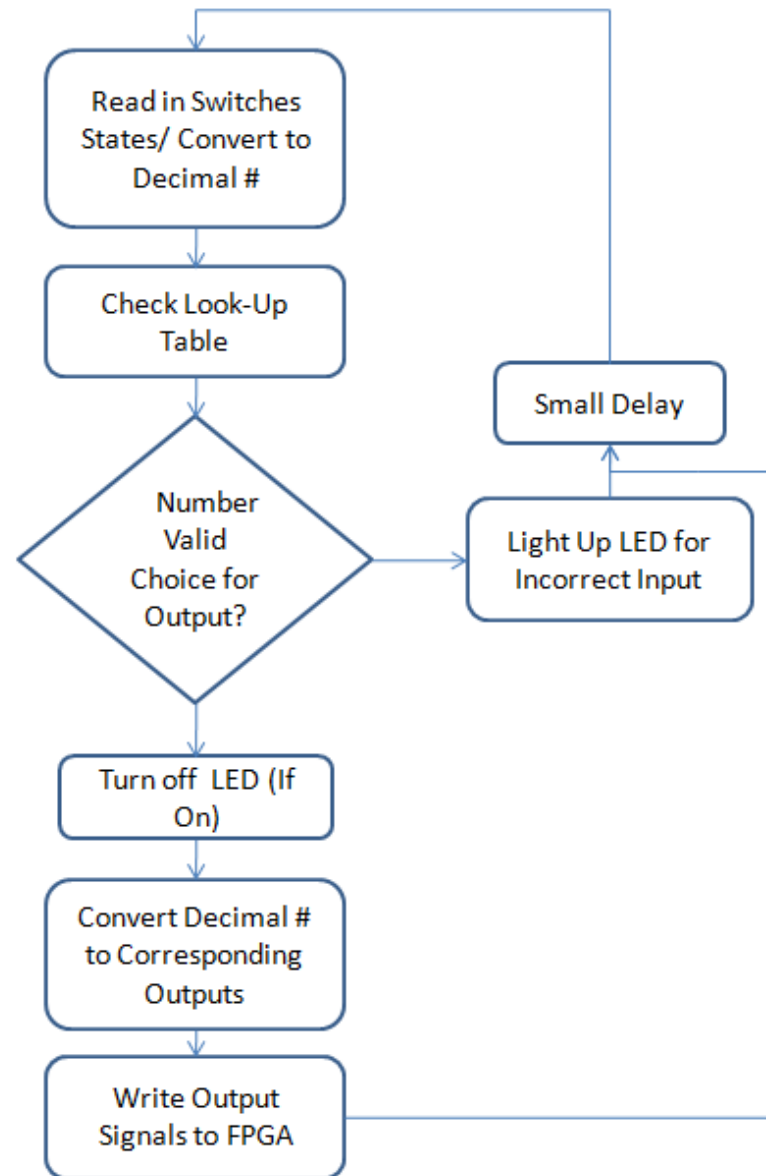 Read in Switches
States/ Convert to
Decimal #
Check Look-Up
Table
Small Delay
Number
Valid
Choice for
Output?
Light Up LED for
Incorrect Input
Turn off  LED (If
On)
Convert Decimal #
to Corresponding
Outputs
Write Output
Signals to FPGA